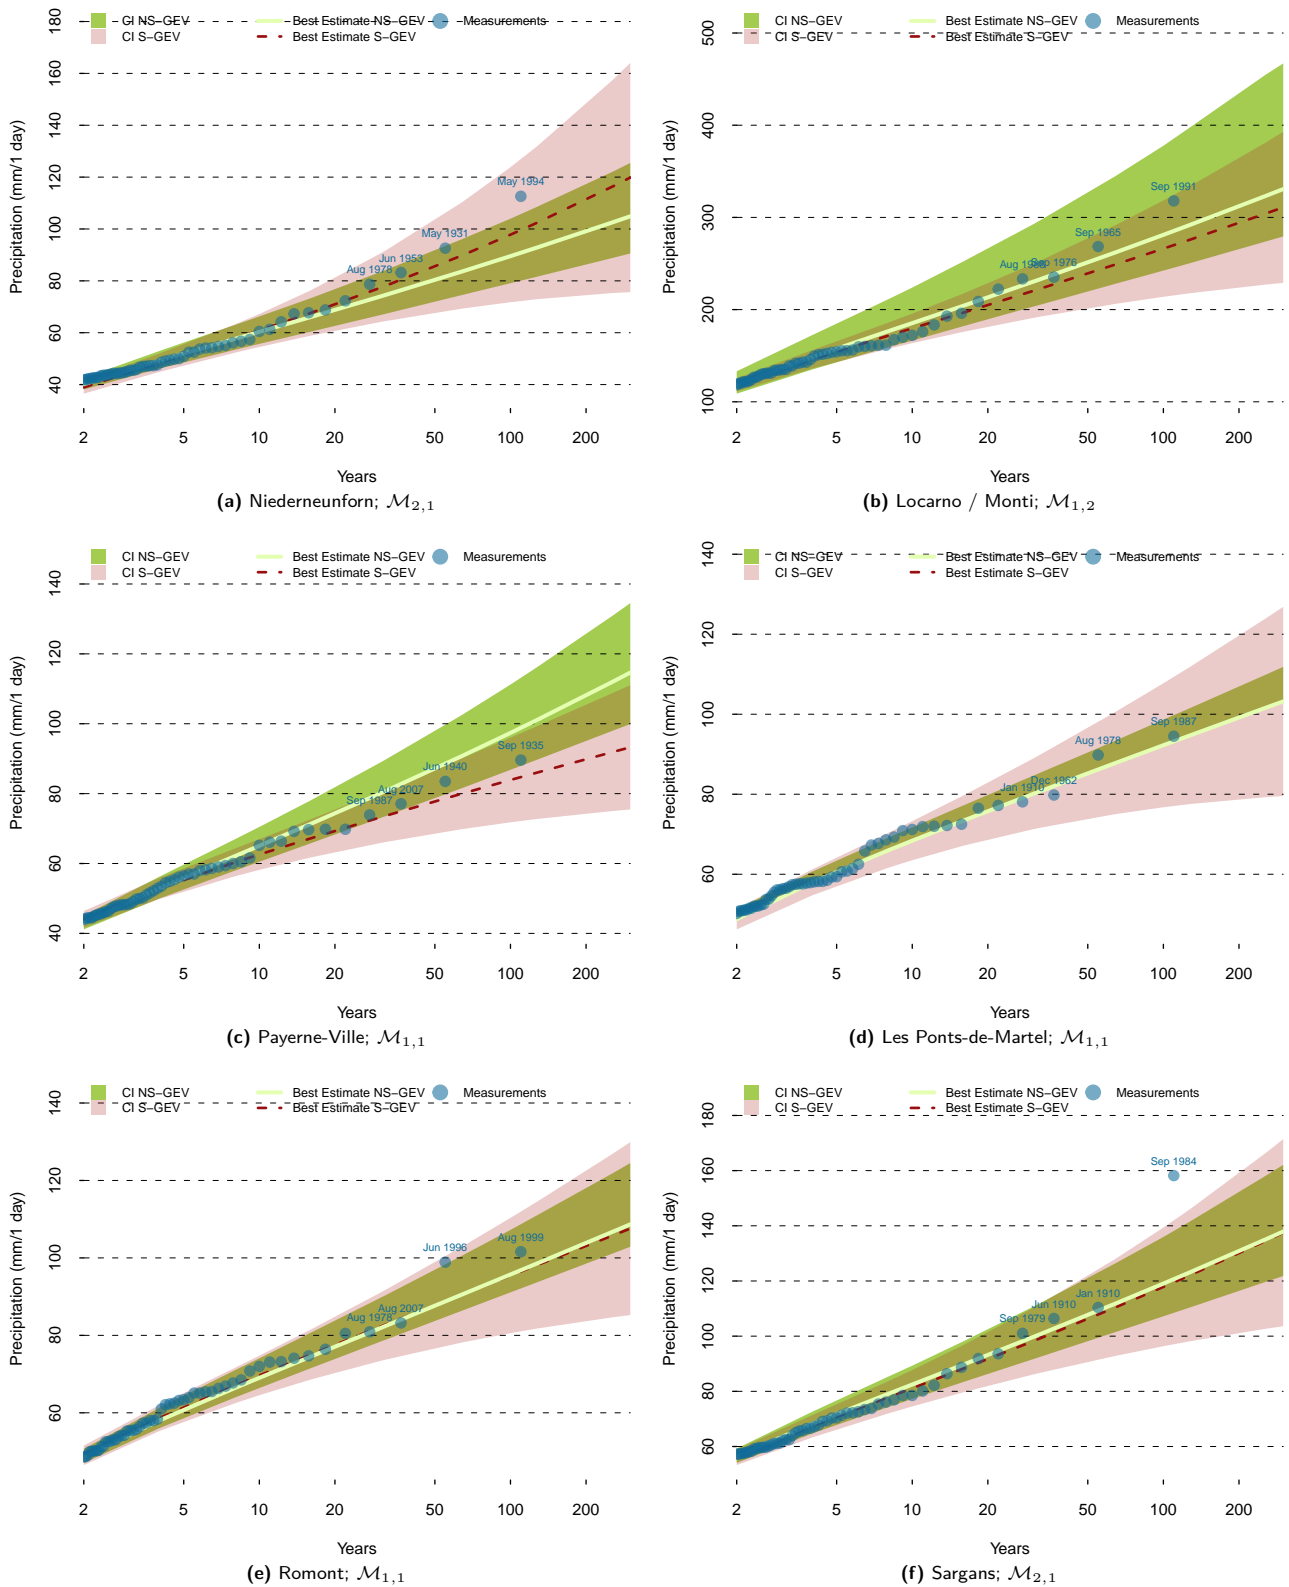 CI NS−GEV Best Estimate NS−GEV Measurements
CI S−GEV Best Estimate S−GEV
Precipitation (mm/1 day)
180
160
140
120
100
80
60
40
May 1994
May 1931
Jun 1953
Aug 1978
2 5 10 20 50 100 200
Years
(a) Niederneunforn; M2,1
CI NS−GEV Best Estimate NS−GEV Measurements
CI S−GEV Best Estimate S−GEV
Precipitation (mm/1 day)
500
400
300
200
100
Sep 1991
Sep 1965
Sep 1976
2 5 10 20 50 100 200
Years
(b) Locarno / Monti; M1,2
CI NS−GEV Best Estimate NS−GEV Measurements
CI S−GEV Best Estimate S−GEV
Precipitation (mm/1 day)
140
120
100
80
60
40
Sep 1935
Jun 1940
Aug 2007
Sep 1987
2 5 10 20 50 100 200
Years
(c) Payerne-Ville; M1,1
CI NS−GEV Best Estimate NS−GEV Measurements
CI S−GEV Best Estimate S−GEV
Precipitation (mm/1 day)
140
120
100
80
60
Sep 1987
Aug 1978
Dec 1962
Jan 1910
2 5 10 20 50 100 200
Years
(d) Les Ponts-de-Martel; M1,1
CI NS−GEV Best Estimate NS−GEV Measurements
CI S−GEV Best Estimate S−GEV
Precipitation (mm/1 day)
140
120
100
80
60
Aug 1999
Jun 1996
Aug 2007
Aug 1978
2 5 10 20 50 100 200
Years
(e) Romont; M1,1
CI NS−GEV Best Estimate NS−GEV Measurements
CI S−GEV Best Estimate S−GEV
Precipitation (mm/1 day)
180
160
140
120
100
80
60
Sep 1984
Jan 1910
Jun 1910
Sep 1979
2 5 10 20 50 100 200
Years
(f) Sargans; M2,1